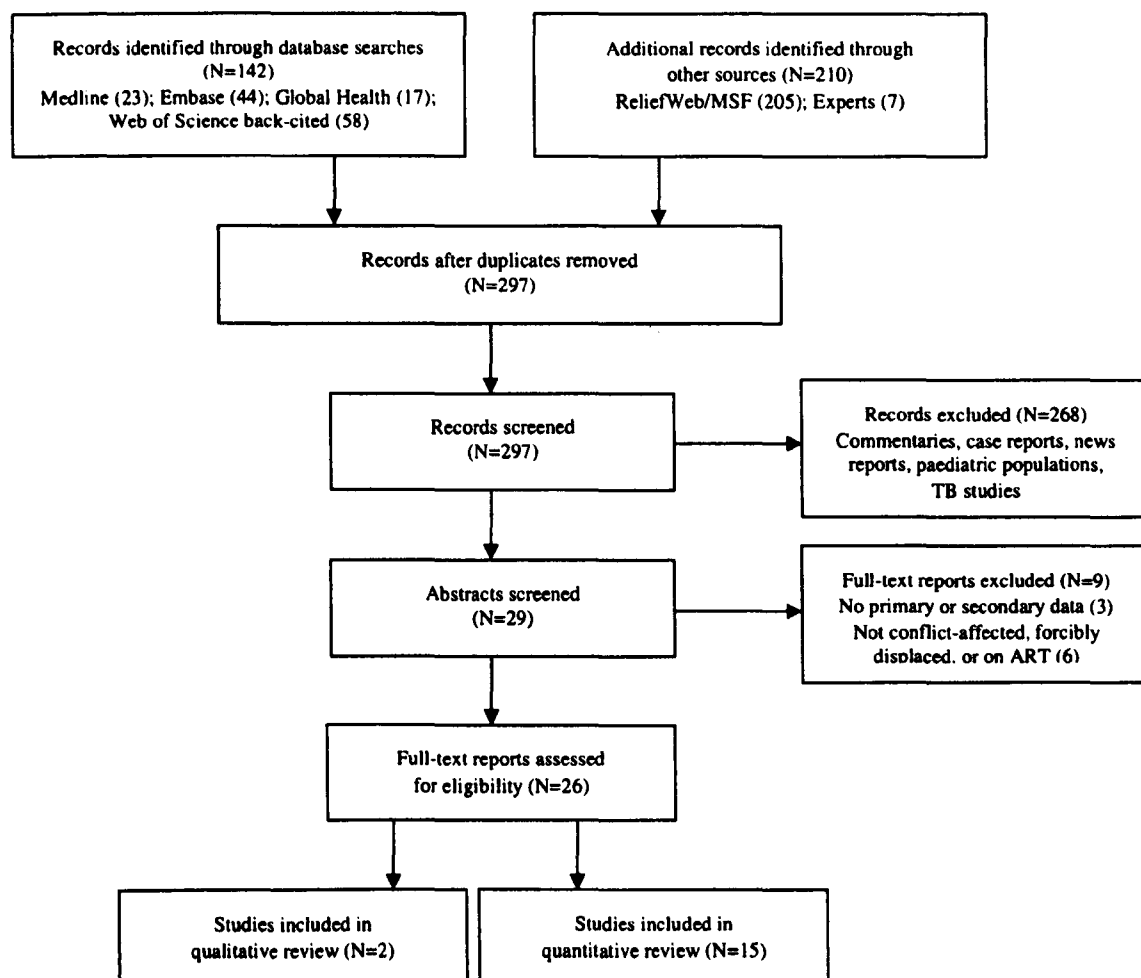 Records identified through database searches
(N=142)
Medline (23); Embase (44); Global Health (17);
Web of Science back-cited (58)
Additional records identified through
other sources (N=210)
ReliefWeb/MSF (205); Experts (7)
Records after duplicates removed
(N=297)
Records screened
(N=297)
Records excluded (N=268)
Commentaries, case reports, news
reports, paediatric populations,
TB studies
Abstracts screened
(N=29)
Full-text reports excluded (N=9)
No primary or secondary data (3)
Not conflict-affected, forcibly
displaced, or on ART (6)
Full-text reports assessed
for eligibility (N=26)
Studies included in
qualitative review (N=2)
Studies included in
quantitative review (N=15)